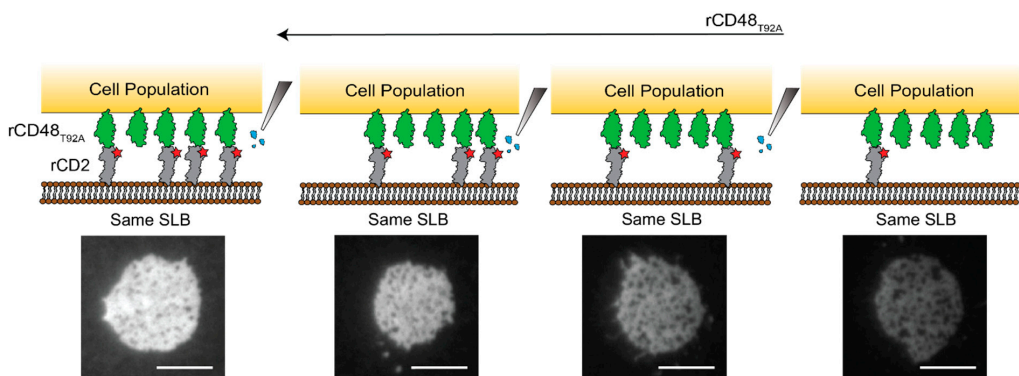 rCD48T92A
Cell Population
Cell Population
Cell Population
Cell Population
rCD48T92A
rCD2
Same SLB
Same SLB
Same SLB
Same SLB